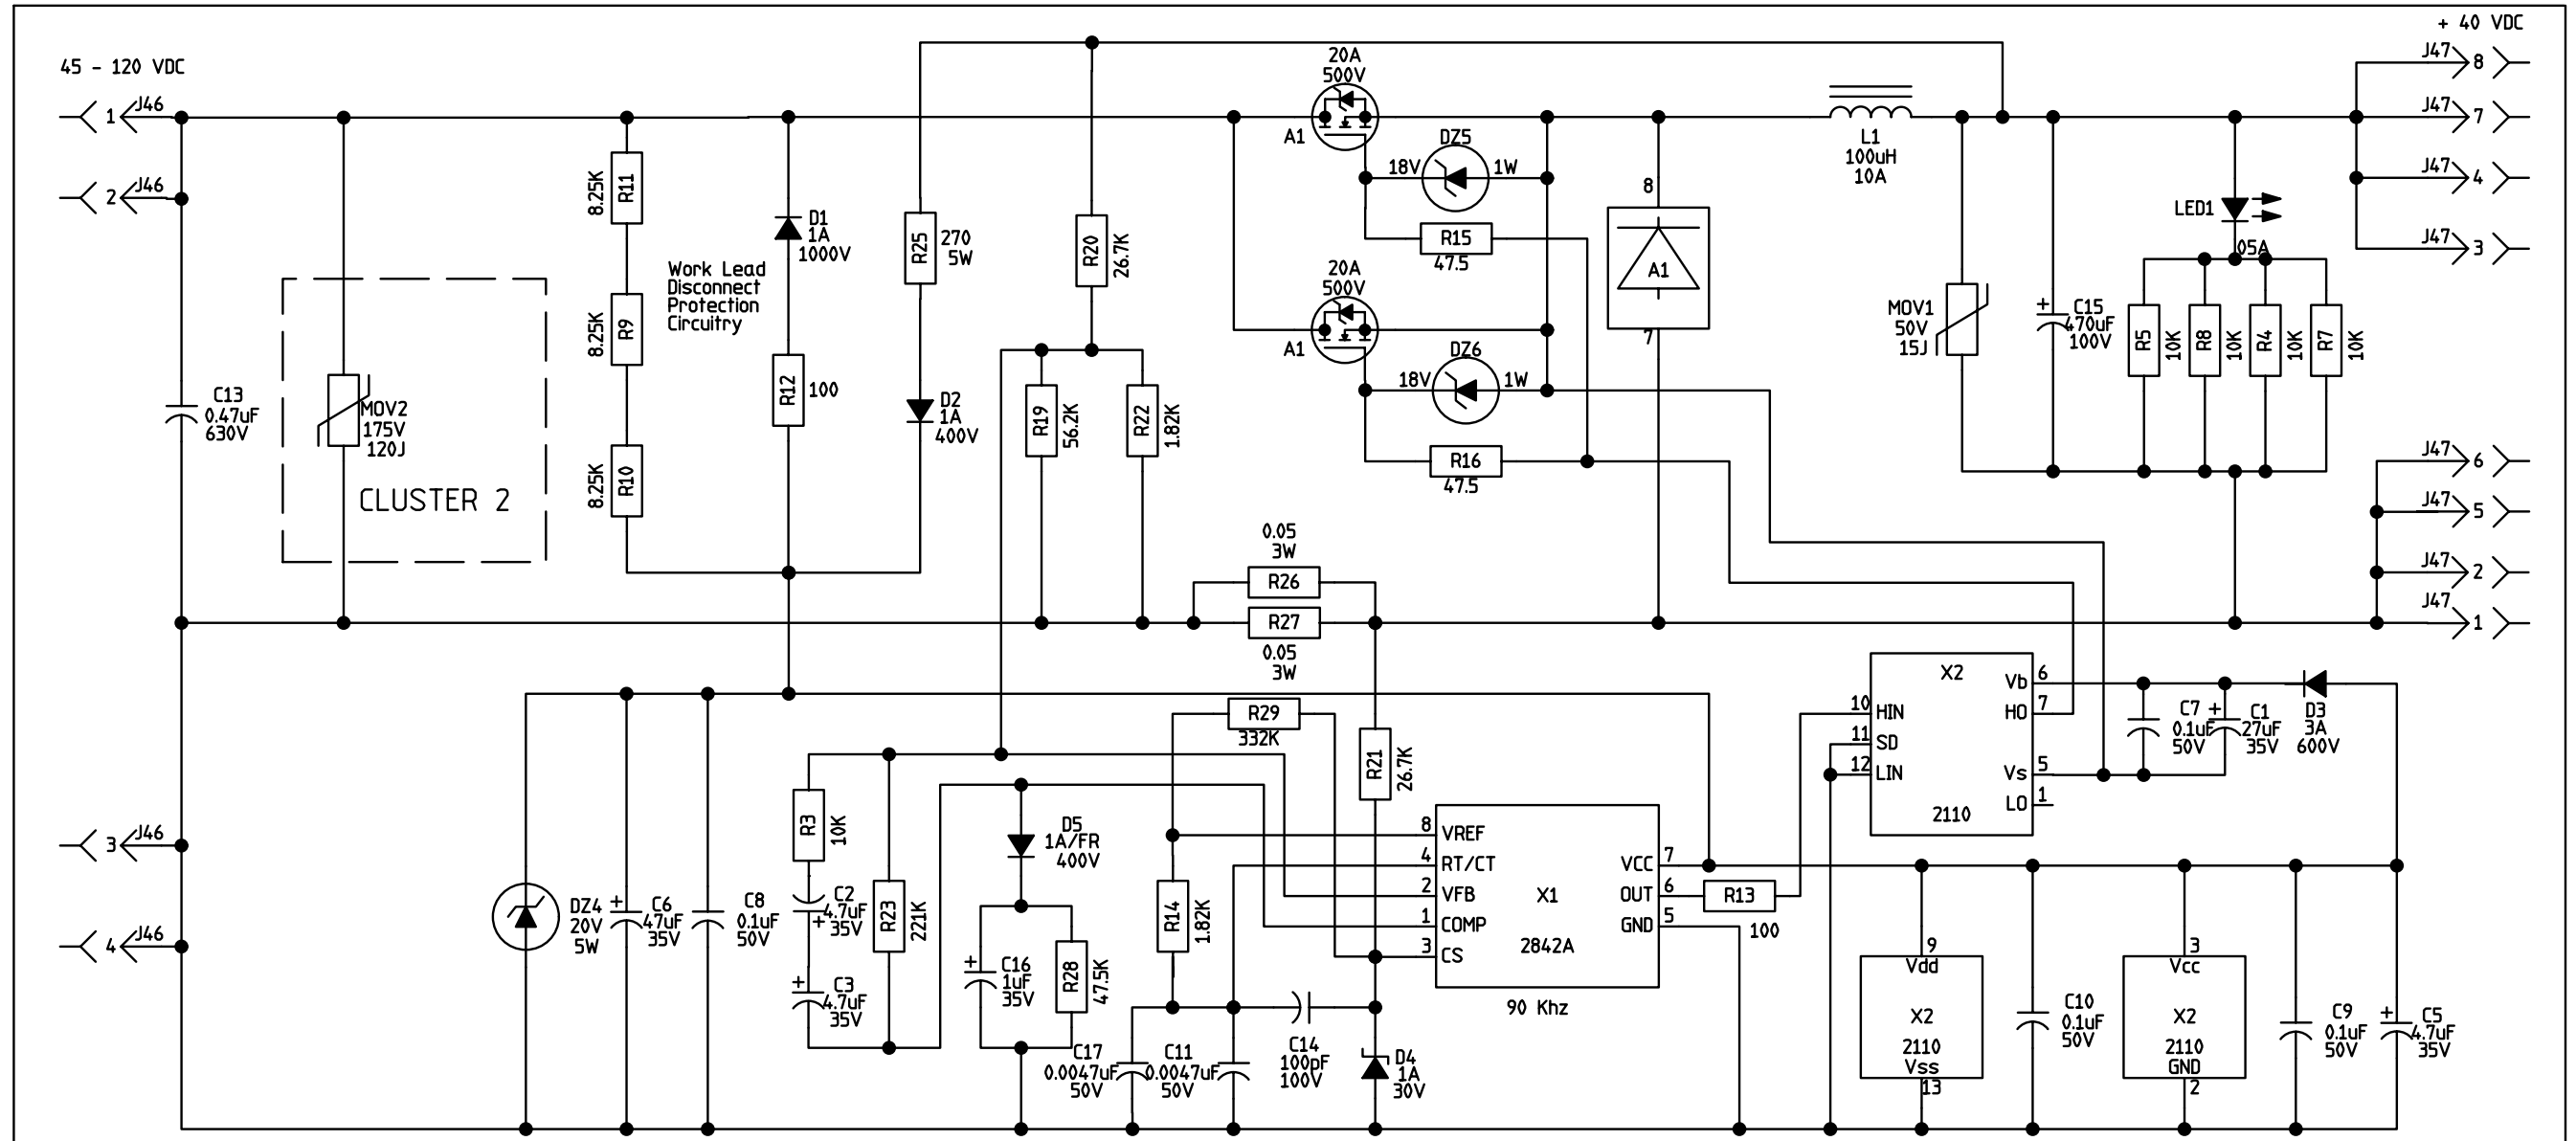 45 - 120 VDC
+ 40 VDC
1 J46
2 J46
3 J46
4 J46
C13
0.47uF
630V
MOV2
175V
120J
CLUSTER 2
R11
8.25K
R9
8.25K
R10
8.25K
Work Lead
Disconnect
Protection
Circuitry
D1
1A
1000V
R12
100
R25
270
5W
D2
1A
400V
R20
26.7K
R19
56.2K
R22
1.82K
20A
500V
A1
DZ5
18V
1W
R15
47.5
20A
500V
A1
DZ6
18V
1W
R16
47.5
8
A1
7
L1
100uH
10A
MOV1
50V
15J
C15
+
470uF
100V
LED1
.05A
R5
10K
R8
10K
R4
10K
R7
10K
J47 8
J47 7
J47 4
J47 3
J47 6
J47 5
J47 2
J47 1
0.05
3W
R26
R27
0.05
3W
R29
332K
R21
26.7K
DZ4
20V
5W
+
C6
47uF
35V
C8
0.1uF
50V
R3
10K
C2
4.7uF
+
35V
+
C3
4.7uF
35V
R23
221K
D5
1A/FR
400V
+
C16
1uF
35V
R28
47.5K
R14
1.82K
C17
0.0047uF
50V
C11
0.0047uF
50V
C14
100pF
100V
D4
1A
30V
8 VREF
4 RT/CT
2 VFB
1 COMP
3 CS
X1
2842A
VCC 7
OUT 6
GND 5
90 Khz
R13
100
X2
10 HIN
11 SD
12 LIN
Vb 6
HO 7
Vs 5
LO 1
2110
C7
0.1uF
50V
+
C1
27uF
35V
D3
3A
600V
9
Vdd
X2
2110
Vss
13
C10
0.1uF
50V
3
Vcc
X2
2110
GND
2
C9
0.1uF
50V
+
C5
4.7uF
35V